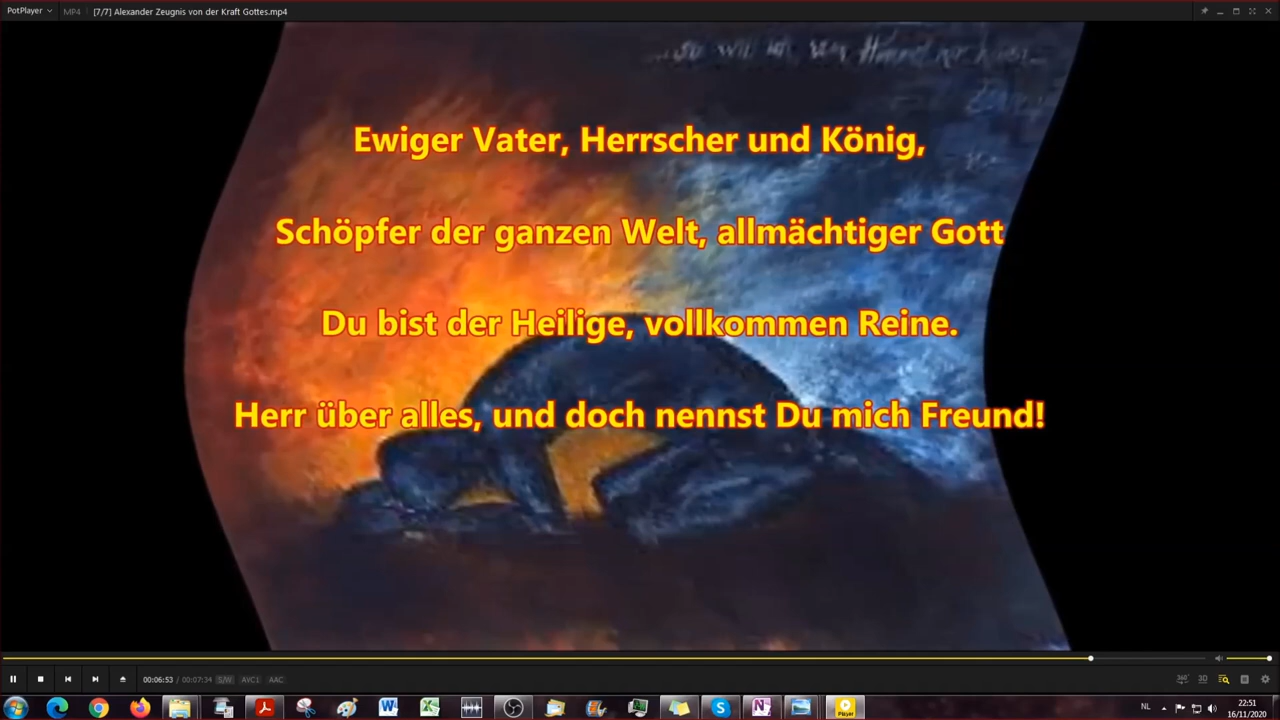 PotPlayer
MP4
[7/7] Alexander Zeugnis von der Kraft Gottes.mp4
Ewiger Vater, Herrscher und König,
Schöpfer der ganzen Welt, allmächtiger Gott
Du bist der Heilige, vollkommen Reine.
Herr über alles, und doch nennst Du mich Freund!
00:06:53 / 00:07:34 S/W AVC1 AAC
360° 3D
NL
22:51
16/11/2020